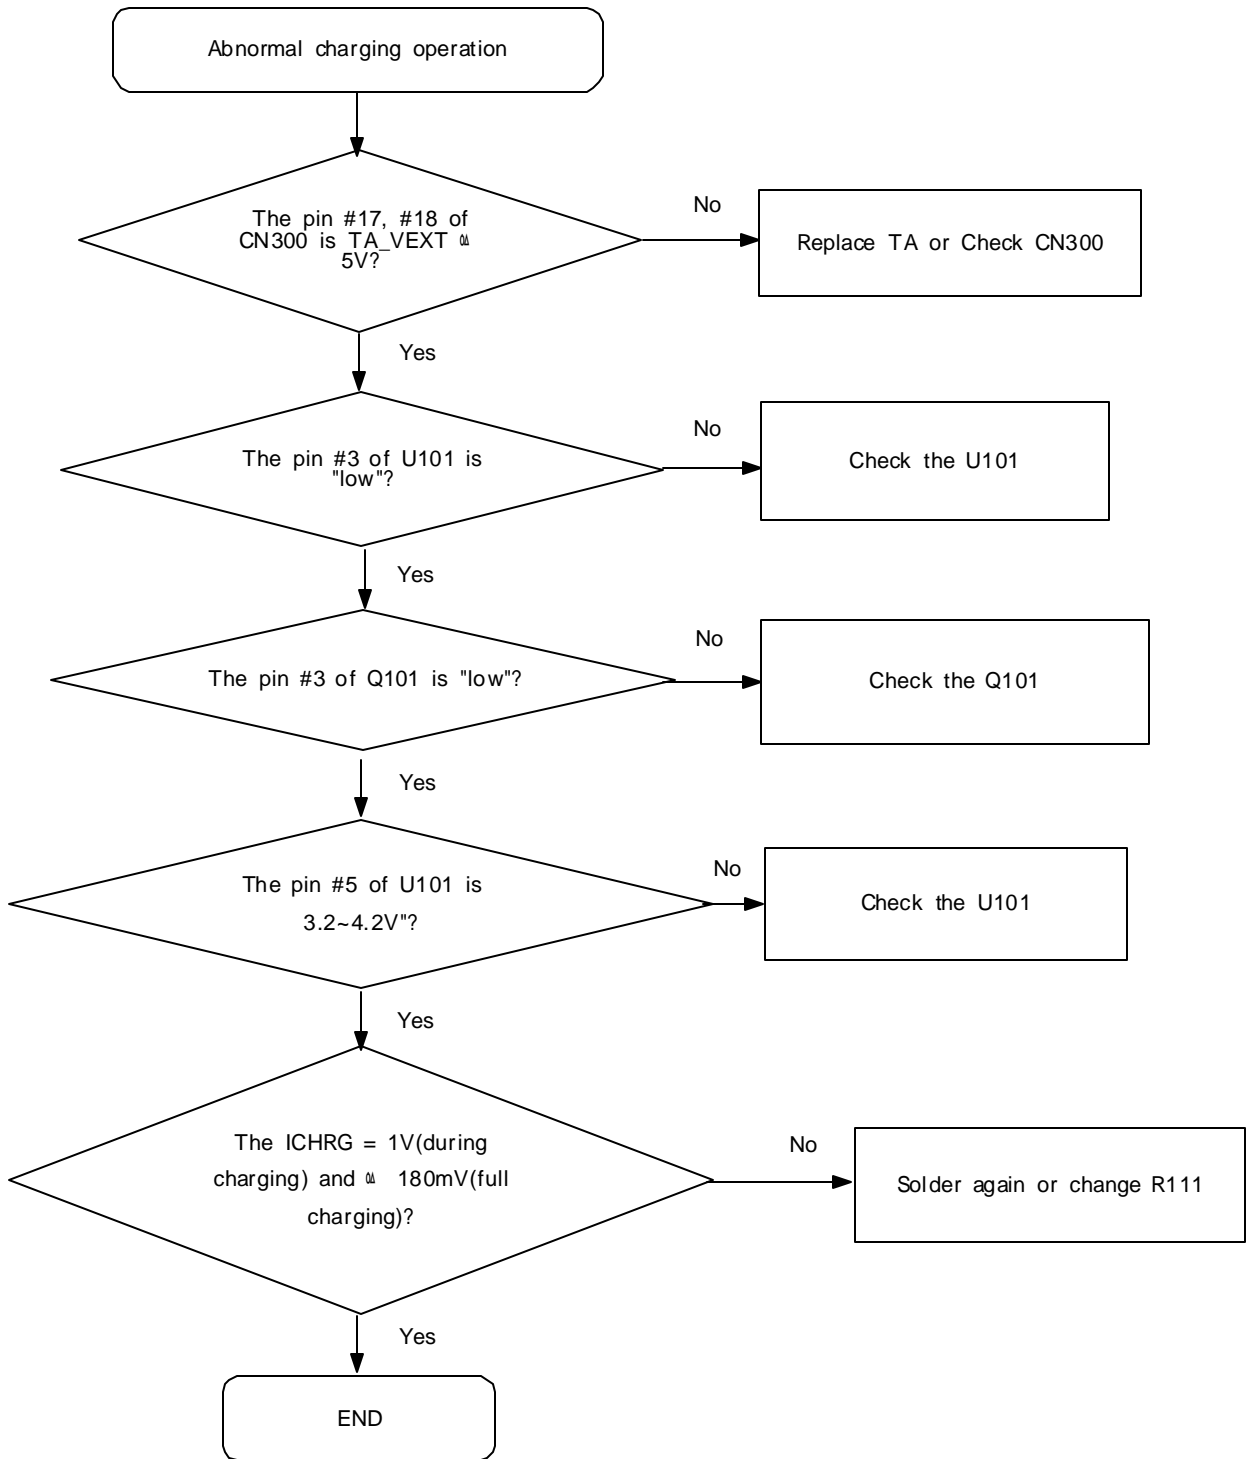 Abnormal charging operation
The pin #17, #18 of
CN300 is TA_VEXT
5V?
No
Replace TA or Check CN300
Yes
The pin #3 of U101 is
"low"?
No
Check the U101
Yes
The pin #3 of Q101 is "low"?
No
Check the Q101
Yes
The pin #5 of U101 is
3.2~4.2V"?
No
Check the U101
Yes
The ICHRG = 1V(during
charging) and 180mV(full
charging)?
No
Solder again or change R111
Yes
END